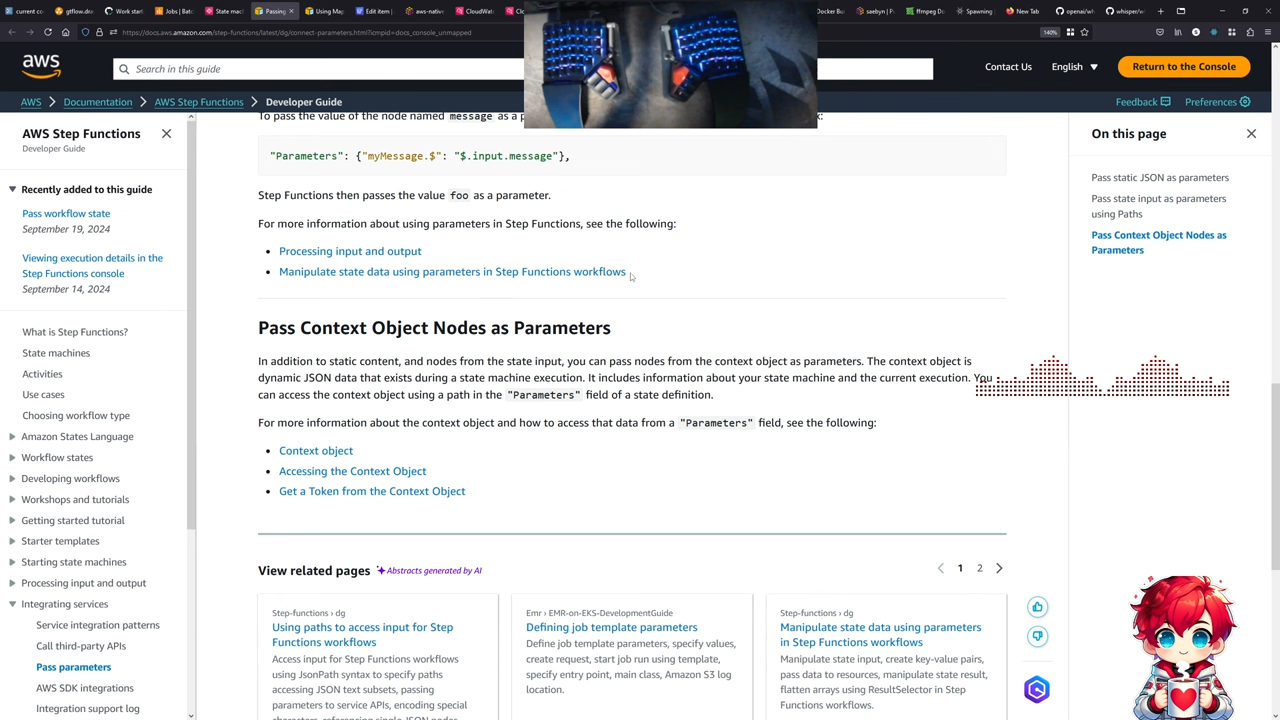 current cc
gtflow.dev
Work start
Jobs | Batc
State mach
Passing
Using Map
Edit item
CloudWatc
Docker Bui
saebyn | Po
ffmpeg Do
Spawning
New Tab
openai/wh
whisper/w
https://docs.aws.amazon.com/step-functions/latest/dg/connect-parameters.html?icmpid=docs_console_unmapped
140%
aws
Search in this guide
Contact Us
English
Return to the Console
AWS
Documentation
AWS Step Functions
Developer Guide
Feedback
Preferences
AWS Step Functions
Developer Guide
Recently added to this guide
Pass workflow state
September 19, 2024
Viewing execution details in the
Step Functions console
September 14, 2024
What is Step Functions?
State machines
Activities
Use cases
Choosing workflow type
Amazon States Language
Workflow states
Developing workflows
Workshops and tutorials
Getting started tutorial
Starter templates
Starting state machines
Processing input and output
Integrating services
Service integration patterns
Call third-party APIs
Pass parameters
AWS SDK integrations
Integration support log
To pass the value of the node named message as a
"Parameters": {"myMessage.$": "$.input.message"},
Step Functions then passes the value foo as a parameter.
For more information about using parameters in Step Functions, see the following:
• Processing input and output
• Manipulate state data using parameters in Step Functions workflows
Pass Context Object Nodes as Parameters
In addition to static content, and nodes from the state input, you can pass nodes from the context object as parameters. The context object is
dynamic JSON data that exists during a state machine execution. It includes information about your state machine and the current execution. You
can access the context object using a path in the "Parameters" field of a state definition.
For more information about the context object and how to access that data from a "Parameters" field, see the following:
• Context object
• Accessing the Context Object
• Get a Token from the Context Object
View related pages
Abstracts generated by AI
1
2
Step-functions › dg
Using paths to access input for Step
Functions workflows
Access input for Step Functions workflows
using JsonPath syntax to specify paths
accessing JSON text subsets, passing
parameters to service APIs, encoding special
characters, referencing single JSON nodes
Emr › EMR-on-EKS-DevelopmentGuide
Defining job template parameters
Define job template parameters, specify values,
create request, start job run using template,
specify entry point, main class, Amazon S3 log
location.
Step-functions › dg
Manipulate state data using parameters
in Step Functions workflows
Manipulate state input, create key-value pairs,
pass data to resources, manipulate state result,
flatten arrays using ResultSelector in Step
Functions workflows.
On this page
Pass static JSON as parameters
Pass state input as parameters
using Paths
Pass Context Object Nodes as
Parameters